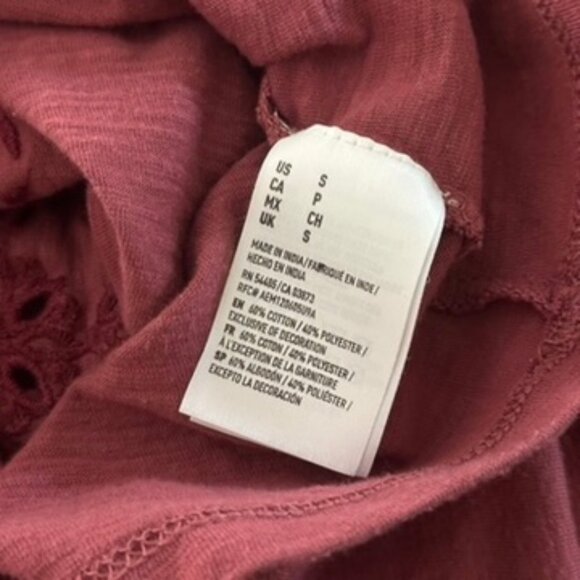 US S
CA P
MX CH
UK S
MADE IN INDIA/FABRIQUÉ EN INDE/
HECHO EN INDIA
RN 54485/CA 03873
RFC# AEM1206050U9A
EN 60% COTTON / 40% POLYESTER /
EXCLUSIVE OF DECORATION
FR 60% COTON / 40% POLYESTER /
À L'EXCEPTION DE LA GARNITURE
SP 60% ALGODÓN / 40% POLIÉSTER /
EXCEPTO LA DECORACIÓN